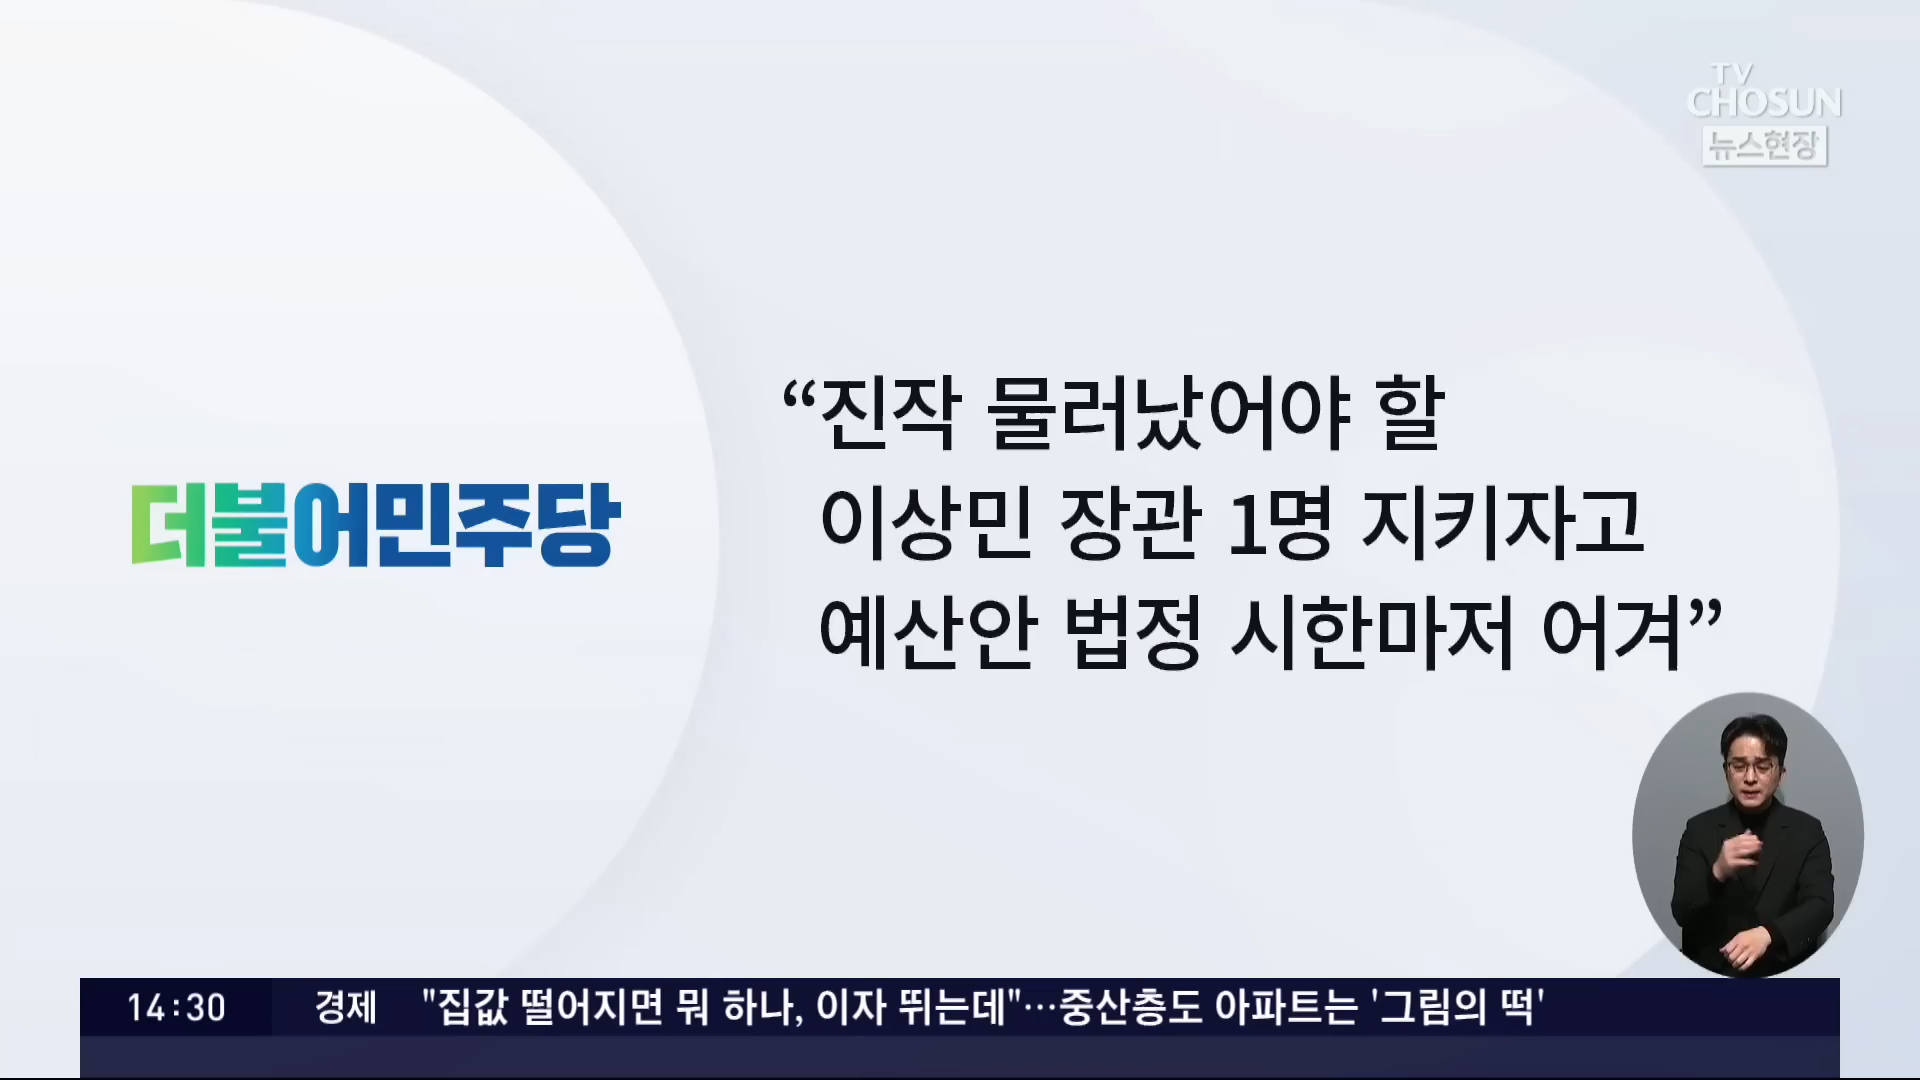 TV
CHOSUN
뉴스현장
“진작 물러났어야 할
이상민 장관 1명 지키자고
예산안 법정 시한마저 어겨”
더불어민주당
14:30 경제 "집값 떨어지면 뭐 하나, 이자 뛰는데"…중산층도 아파트는 '그림의 떡'